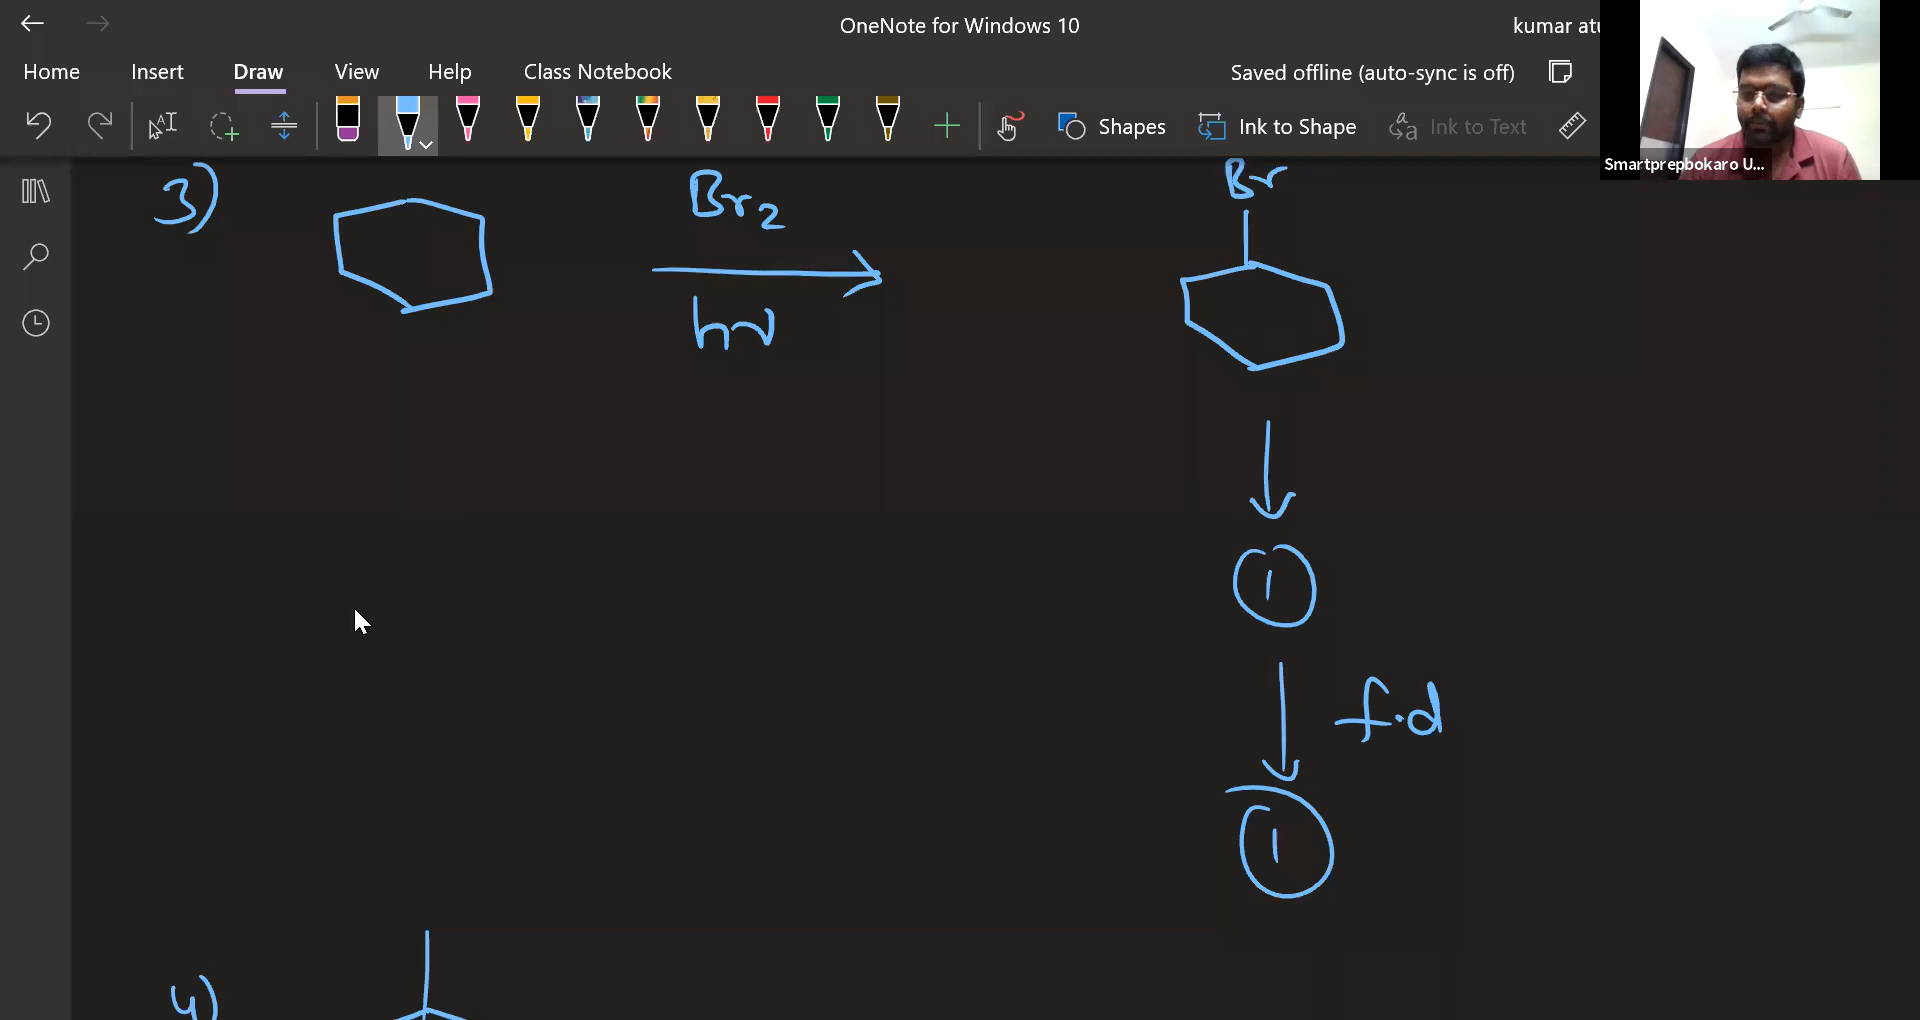 OneNote for Windows 10
kumar atu
Home Insert Draw View Help Class Notebook
Saved offline (auto-sync is off)
Shapes Ink to Shape Ink to Text
Smartprepbokaro U...
3)
Br2
hν
Br
1
f.d
1
4)